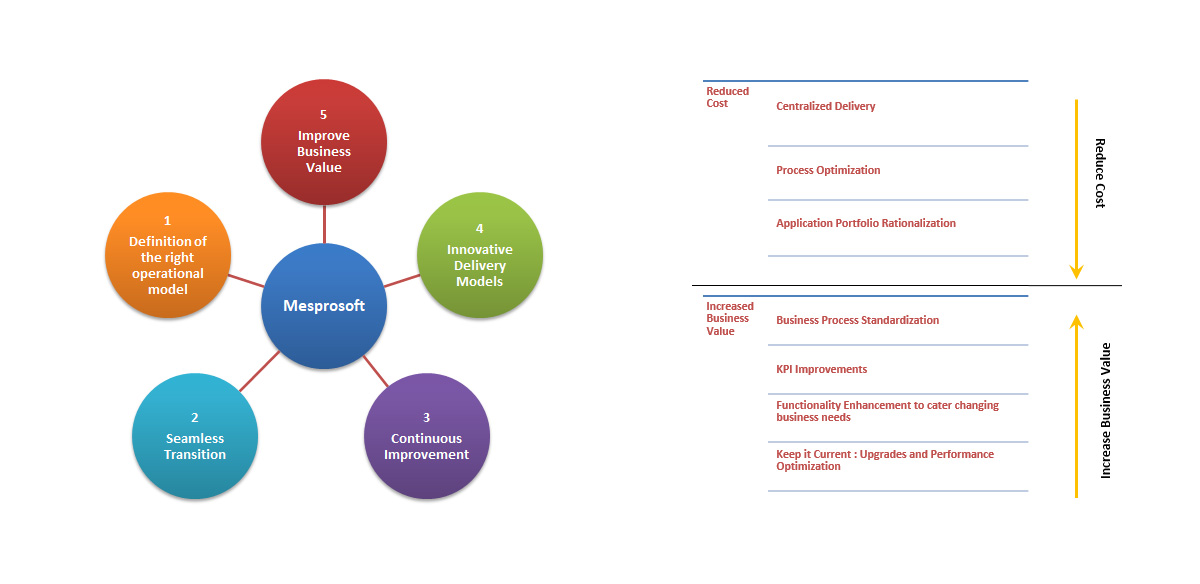 5
Improve
Business
Value
1
Definition of
the right
operational
model
4
Innovative
Delivery
Models
Mesprosoft
2
Seamless
Transition
3
Continuous
Improvement
Reduced
Cost
Centralized Delivery
Process Optimization
Application Portfolio Rationalization
Reduce Cost
Increased
Business
Value
Business Process Standardization
KPI Improvements
Functionality Enhancement to cater changing
business needs
Keep it Current : Upgrades and Performance
Optimization
Increase Business Value